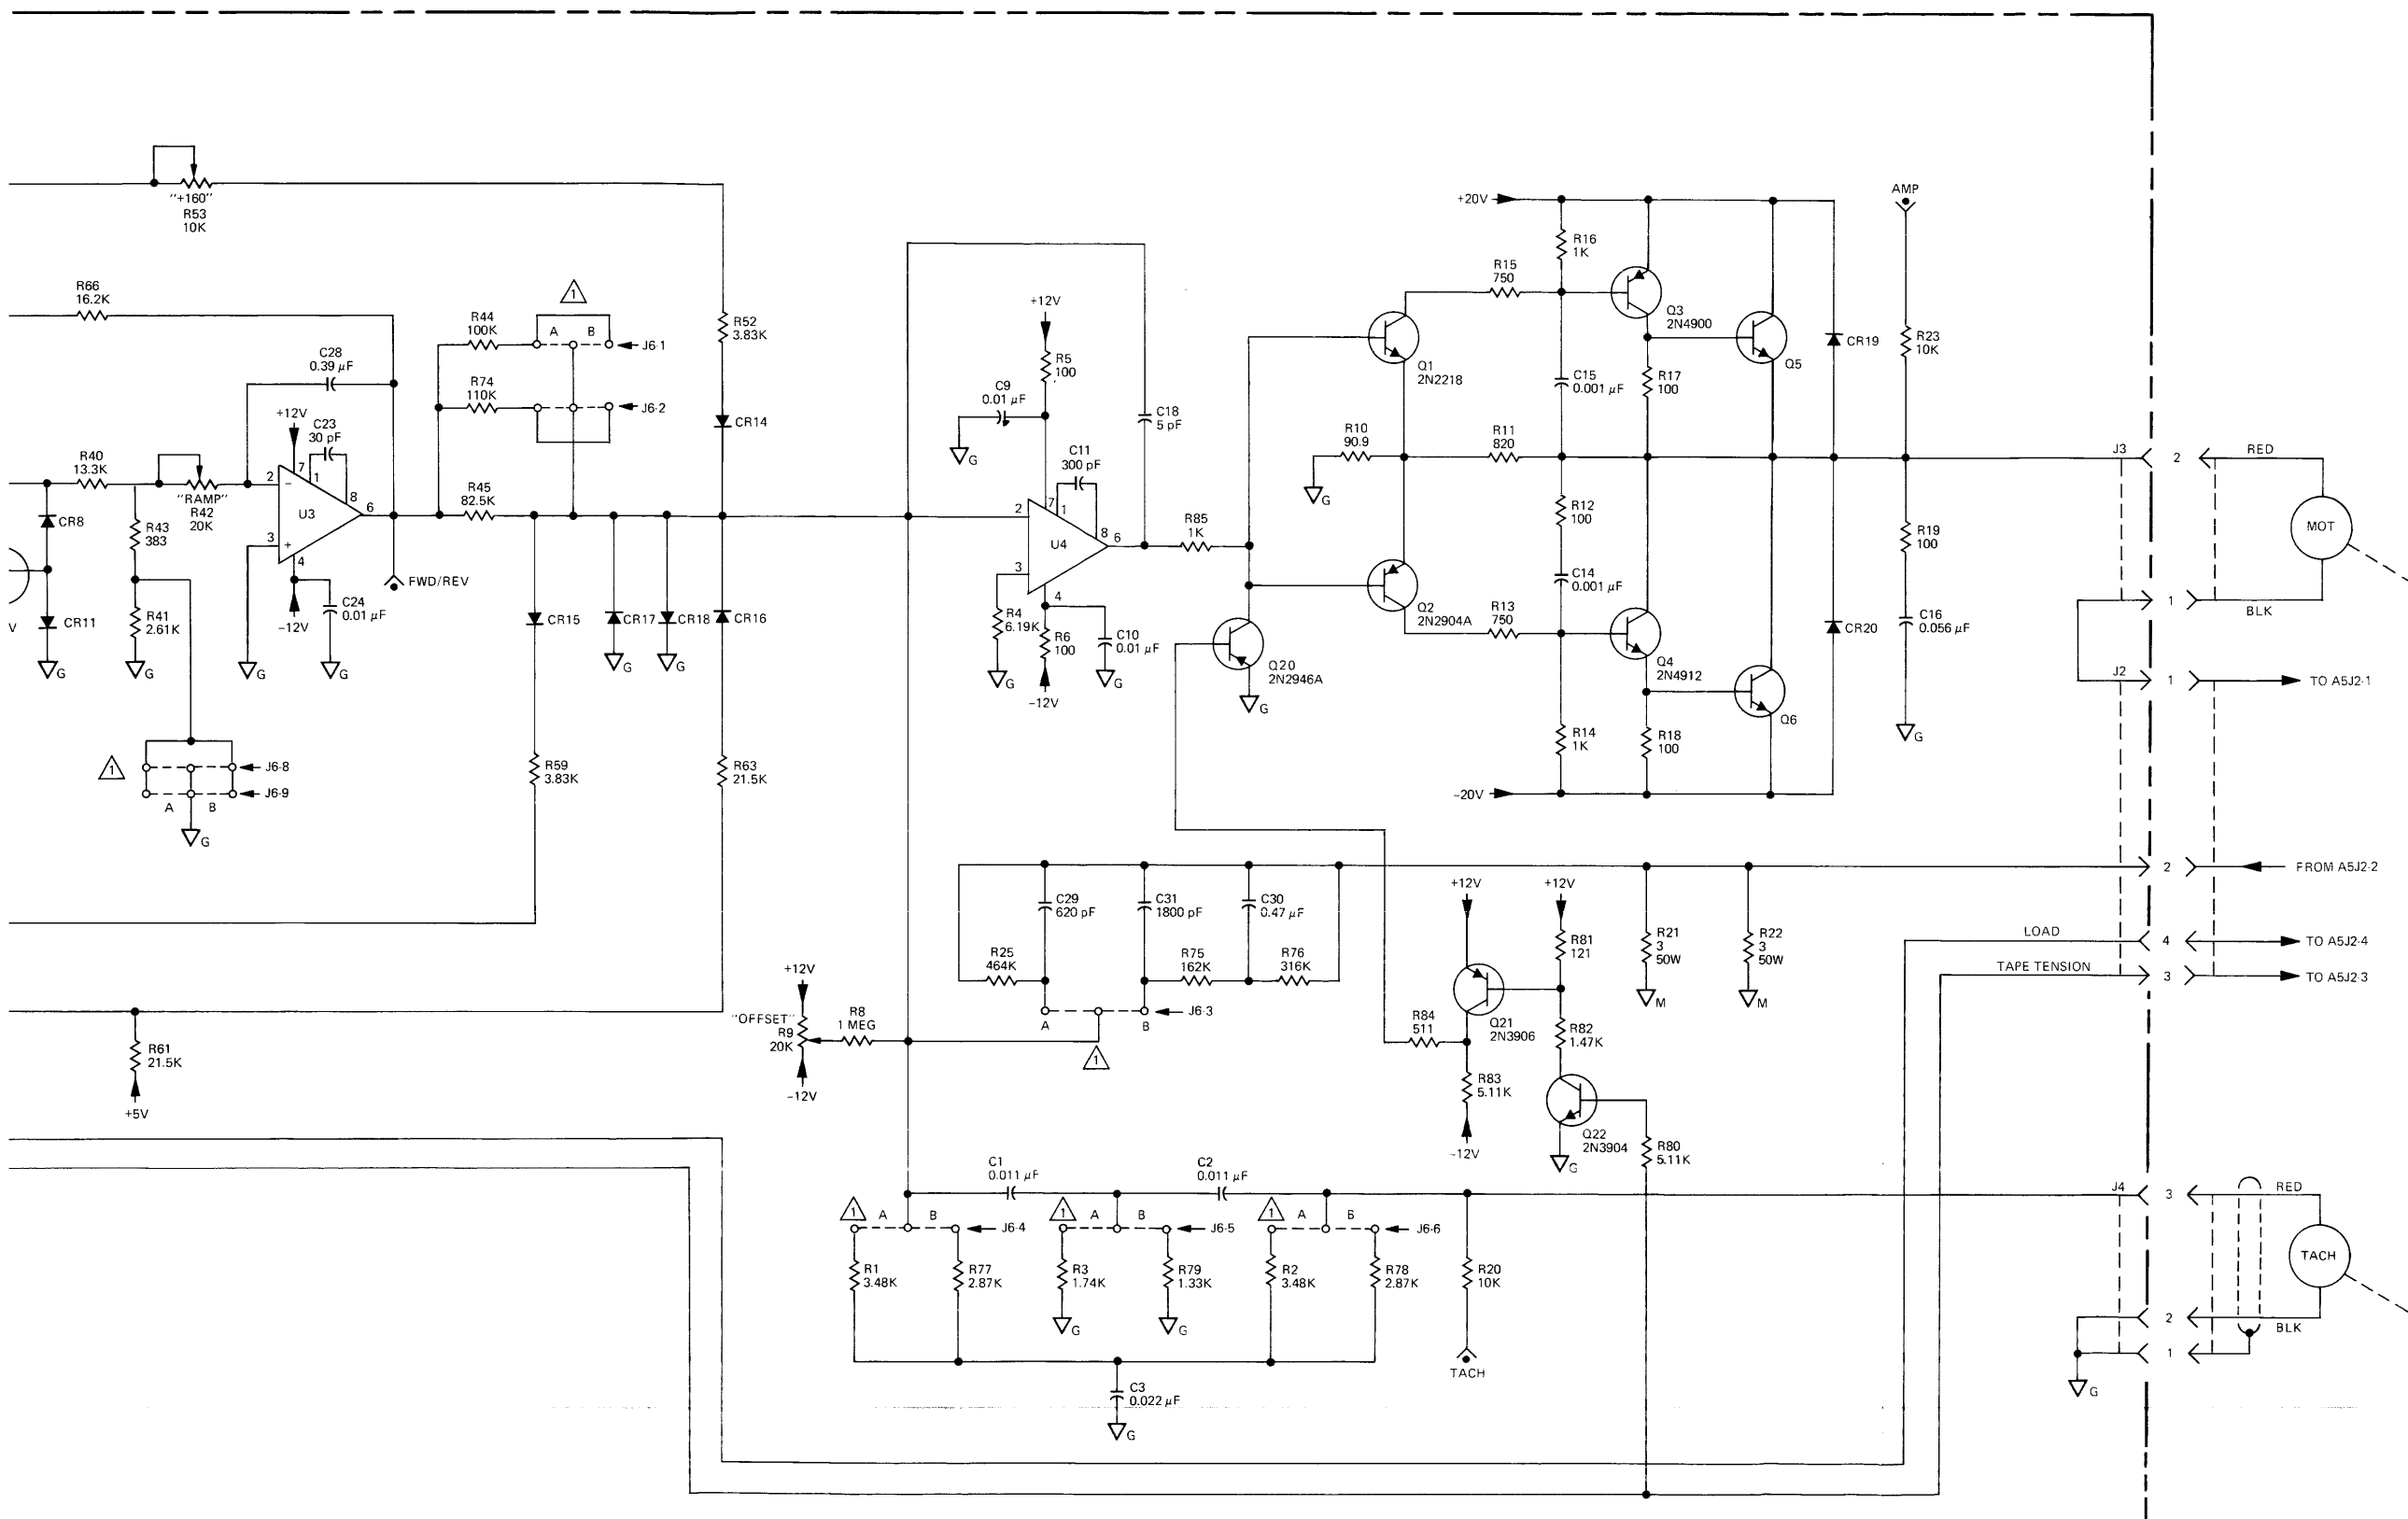 "+160"
R53
10K
R66
16.2K
C28
0.39 µF
+12V
C23
30 pF
R40
13.3K
"RAMP"
R42
20K
2
−
7
1
8
U3
6
3
+
4
CR8
R43
383
FWD/REV
C24
0.01 µF
−12V
V
CR11
R41
2.61K
G
G
G
G
1
J6-8
J6-9
A
B
G
R44
100K
1
A
B
J6-1
R74
110K
J6-2
R45
82.5K
R52
3.83K
CR14
CR15
CR17
CR18
CR16
G
G
R59
3.83K
R63
21.5K
R61
21.5K
+5V
+12V
R5
100
C9
0.01 µF
G
C18
5 pF
C11
300 pF
2
7
1
8
U4
6
3
4
R85
1K
R4
6.19K
R6
100
C10
0.01 µF
G
−12V
G
Q20
2N2946A
G
+20V
R16
1K
R15
750
Q3
2N4900
Q1
2N2218
Q5
CR19
C15
0.001 µF
R17
100
R10
90.9
R11
820
G
R12
100
C14
0.001 µF
Q2
2N2904A
R13
750
Q4
2N4912
Q6
CR20
R14
1K
R18
100
−20V
AMP
R23
10K
R19
100
C16
0.056 µF
G
J3
2
RED
MOT
1
BLK
J2
1
TO A5J2-1
2
FROM A5J2-2
LOAD
4
TO A5J2-4
TAPE TENSION
3
TO A5J2-3
C29
620 pF
C31
1800 pF
C30
0.47 µF
R25
464K
R75
162K
R76
316K
A
B
J6-3
1
+12V
"OFFSET"
R9
20K
−12V
R8
1 MEG
+12V
+12V
R81
121
R21
3
50W
R22
3
50W
M
M
Q21
2N3906
R84
511
R82
1.47K
R83
5.11K
−12V
Q22
2N3904
G
R80
5.11K
C1
0.011 µF
C2
0.011 µF
1
A
B
J6-4
1
A
B
J6-5
1
A
B
J6-6
R1
3.48K
R77
2.87K
R3
1.74K
R79
1.33K
R2
3.48K
R78
2.87K
R20
10K
G
G
TACH
C3
0.022 µF
G
J4
3
RED
TACH
2
BLK
1
G